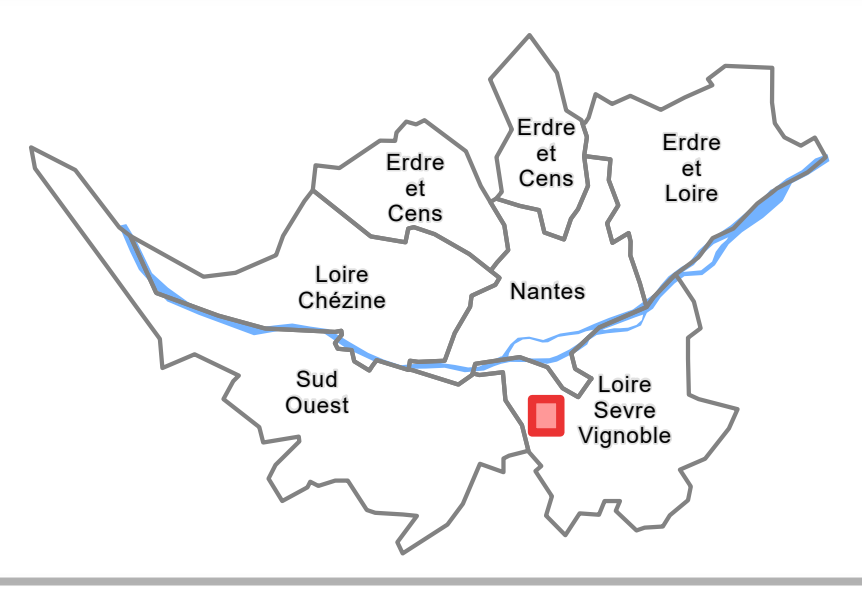 Erdre
et
Cens
Erdre
et
Loire
Erdre
et
Cens
Loire
Chézine
Nantes
Sud
Ouest
Loire
Sevre
Vignoble